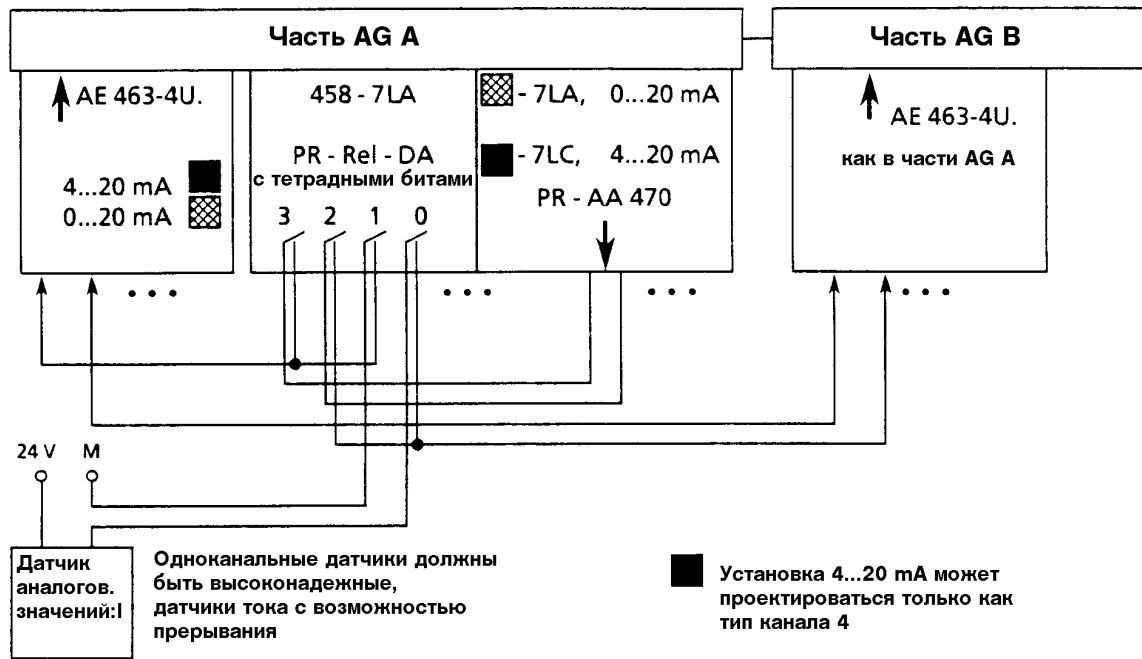 Часть AG A
Часть AG B
AE 463-4U.
4...20 mA
0...20 mA
458 - 7LA
PR - Rel - DA
с тетрадными битами
3 2 1 0
- 7LA, 0...20 mA
- 7LC, 4...20 mA
PR - AA 470
AE 463-4U.
как в части AG A
24 V M
Датчик
аналогов.
значений:I
Одноканальные датчики должны
быть высоконадежные,
датчики тока с возможностью
прерывания
Установка 4...20 mA может
проектироваться только как
тип канала 4